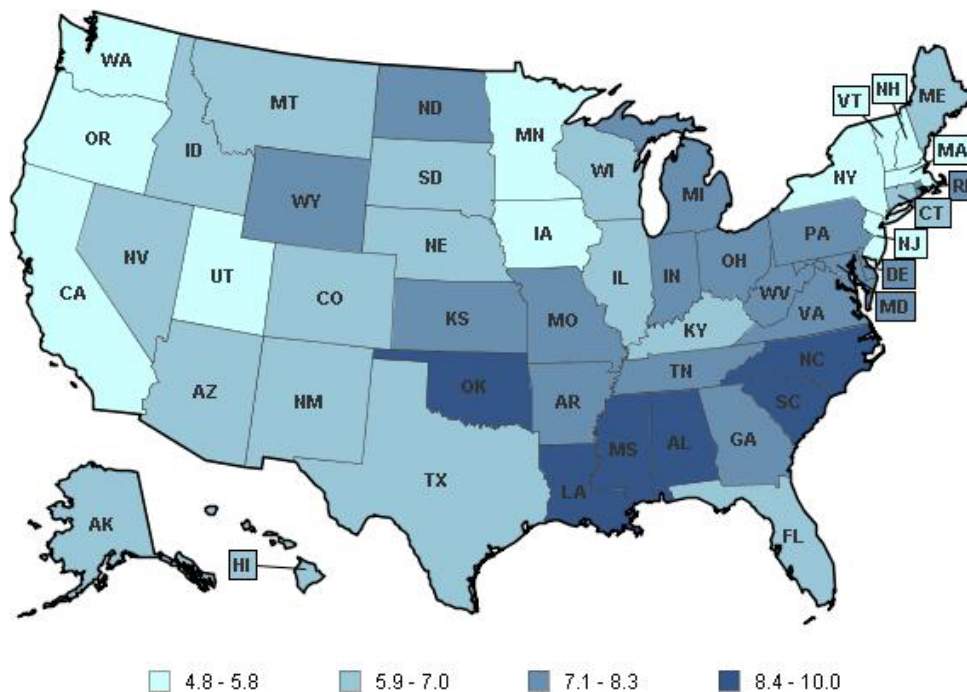 WA
MT
ND
MN
VT
NH
ME
OR
ID
SD
WI
MI
NY
MA
RI
CT
WY
NE
IA
PA
NJ
NV
UT
CO
IL
IN
OH
WV
VA
DE
MD
CA
KS
MO
KY
NC
AZ
NM
OK
AR
TN
SC
TX
LA
MS
AL
GA
AK
HI
FL
4.8 - 5.8
5.9 - 7.0
7.1 - 8.3
8.4 - 10.0